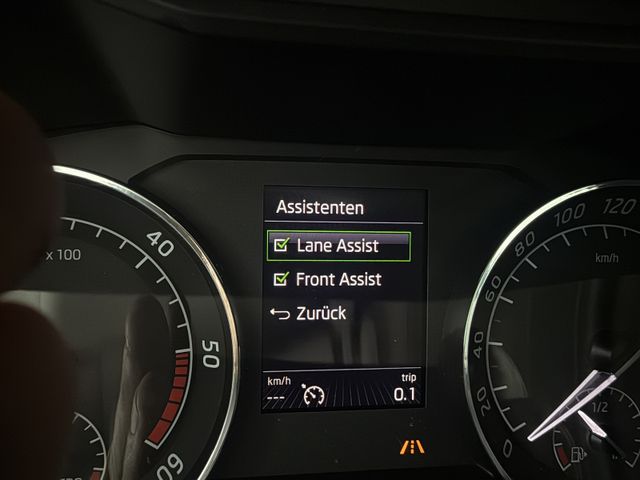 Assistenten
Lane Assist
Front Assist
Zurück
km/h
trip
---
0.1
x 100
40
50
60
0
20
40
60
80
100
120
km/h
1/2